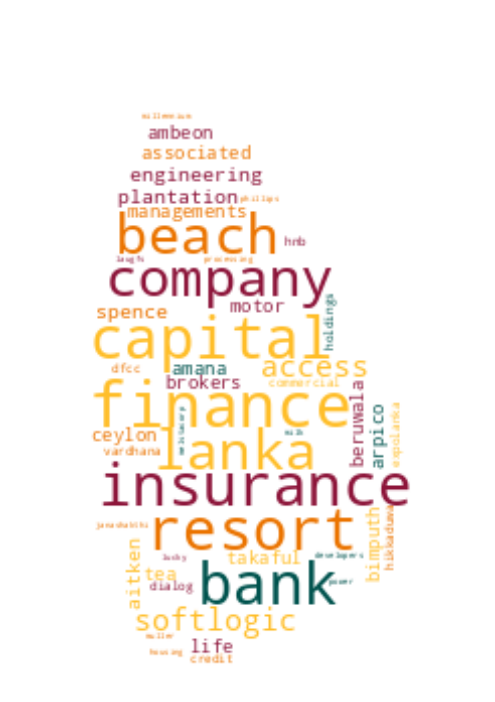 millennium
ambeon
associated
engineering
plantation phillips
managements
beach hnb
laugfs processing
company
motor holdings
spence
capital
dfcc amana access
brokers commercial
finance beruwala
ceylon arpico expolanka
vardhana lanka
insurance
janashakthi resort hikkaduwa
bimputh
lucky takaful developers
aitken tea
dialog bank power
softlogic
muller
housing life
credit